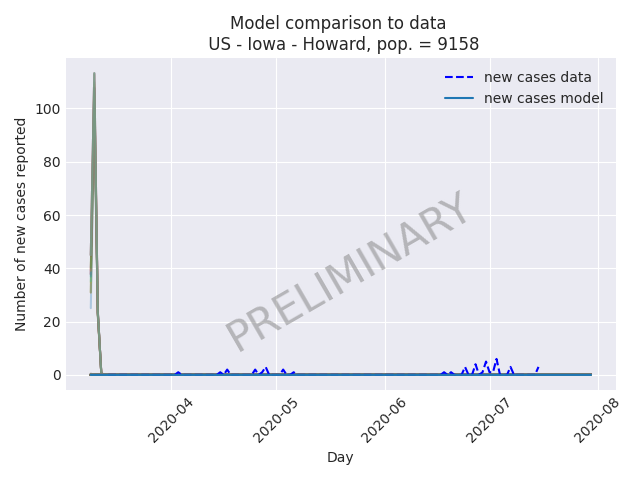 Model comparison to data
US - Iowa - Howard, pop. = 9158
new cases data
new cases model
Number of new cases reported
100
80
60
40
20
0
PRELIMINARY
2020-04
2020-05
2020-06
2020-07
2020-08
Day